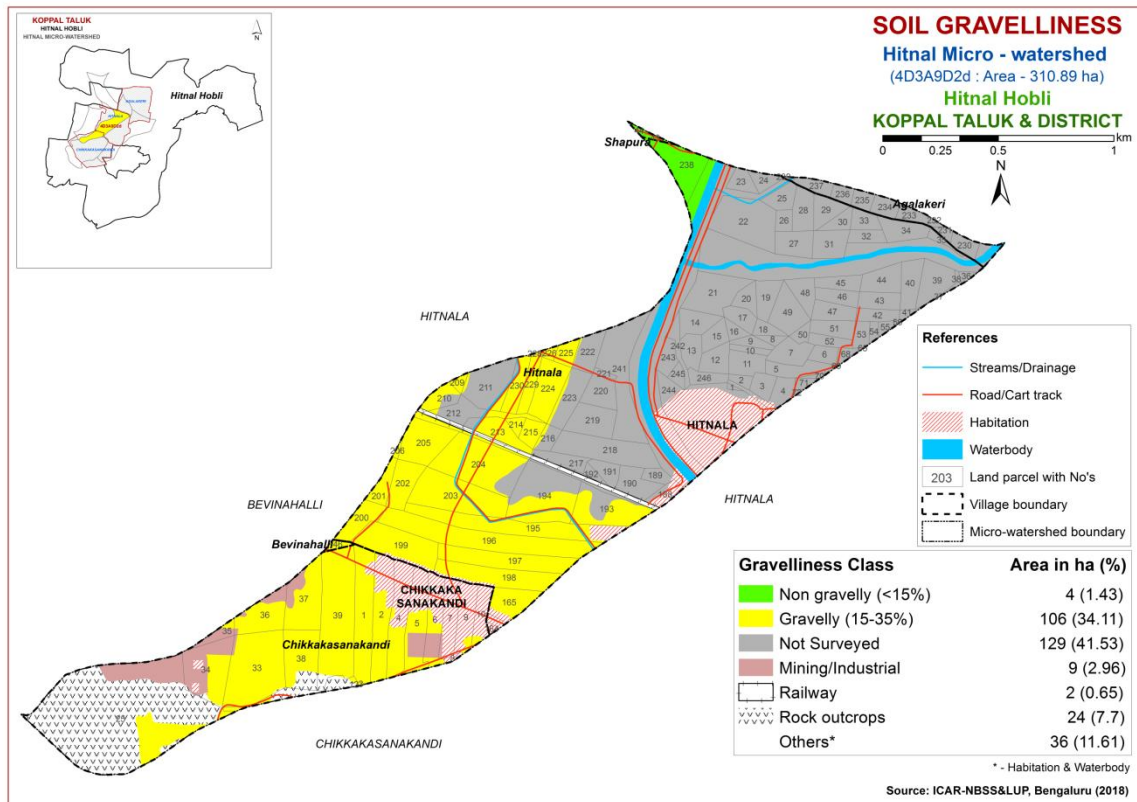 KOPPAL TALUK
HITNAL HOBLI
HITNAL MICRO-WATERSHED
N
Hitnal Hobli
SOIL GRAVELLINESS
Hitnal Micro - watershed
(4D3A9D2d : Area - 310.89 ha)
Hitnal Hobli
KOPPAL TALUK & DISTRICT
km
0 0.25 0.5 1
N
Shapura
238
23 24 237
25 236 235 234 Agalakeri
28 29 233
22 26 30 33 34
32
27 31 230
45 44 40 39
21 20 19 48 46 43
17 49 47 42
14 15 16 18 50 51
242 13 9 8 52
243 12 10 7 6
245 11 5
244 246 1 2 3 4 71
HITNALA
HITNALA
225 222 241
209 211 Hitnala 221
230 229 224 220
210 223
212 214 219
213 215 216
205 218
204 217 192 191 189
202 190
201 203 194
193
BEVINAHALLI
HITNALA
200 195
196
Bevinahalli
199 197
198
165
CHIKKAKA
SANAKANDI
37
36 39 1 2 4 5 6 7 9
35
Chikkakasanakandi
34 33 38
CHIKKAKASANAKANDI
References
Streams/Drainage
Road/Cart track
Habitation
Waterbody
203 Land parcel with No's
Village boundary
Micro-watershed boundary
Gravelliness Class Area in ha (%)
Non gravelly (<15%) 4 (1.43)
Gravelly (15-35%) 106 (34.11)
Not Surveyed 129 (41.53)
Mining/Industrial 9 (2.96)
Railway 2 (0.65)
Rock outcrops 24 (7.7)
Others* 36 (11.61)
* - Habitation & Waterbody
Source: ICAR-NBSS&LUP, Bengaluru (2018)